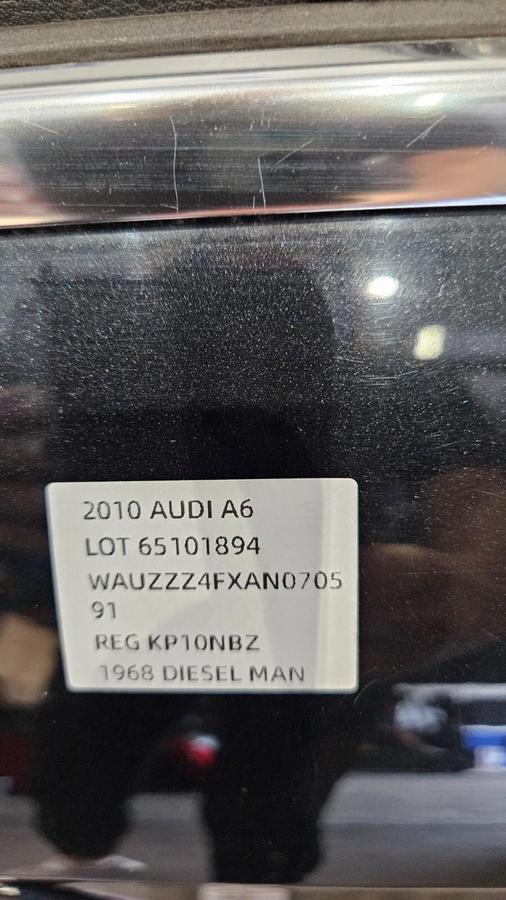 2010 AUDI A6
LOT 65101894
WAUZZZ4FXAN0705
91
REG KP10NBZ
1968 DIESEL MAN